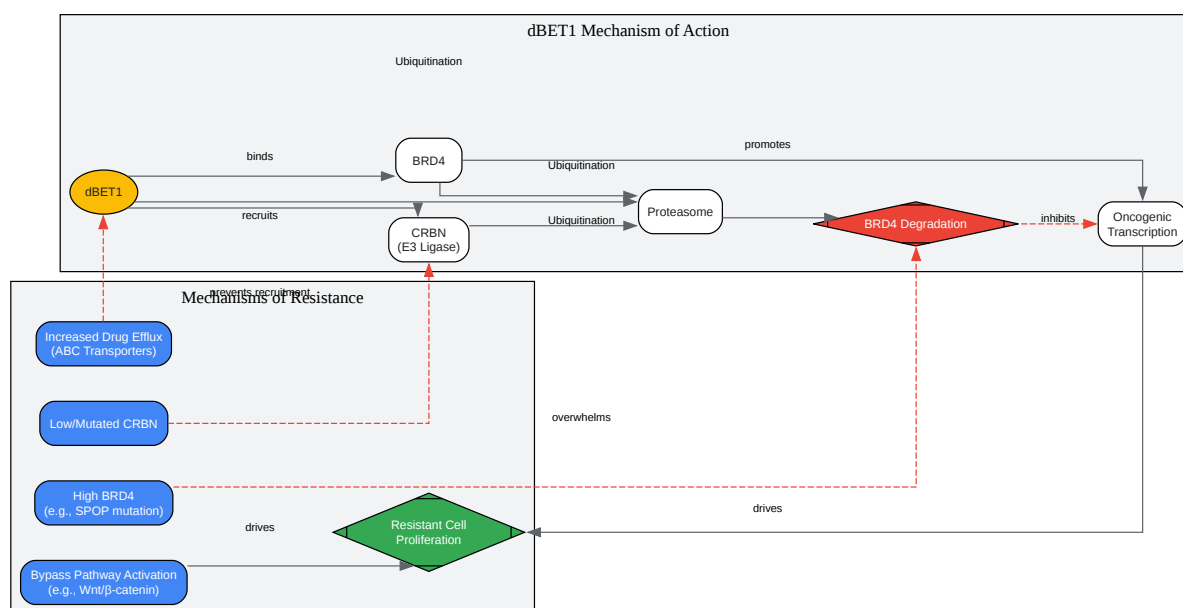 dBET1 Mechanism of Action
Ubiquitination
promotes
binds
BRD4
Ubiquitination
dBET1
recruits
Proteasome
Ubiquitination
CRBN
(E3 Ligase)
BRD4 Degradation
inhibits
Oncogenic
Transcription
prevents recruitment
Mechanisms of Resistance
Increased Drug Efflux
(ABC Transporters)
Low/Mutated CRBN
overwhelms
High BRD4
(e.g., SPOP mutation)
drives
Resistant Cell
Proliferation
drives
Bypass Pathway Activation
(e.g., Wnt/β-catenin)